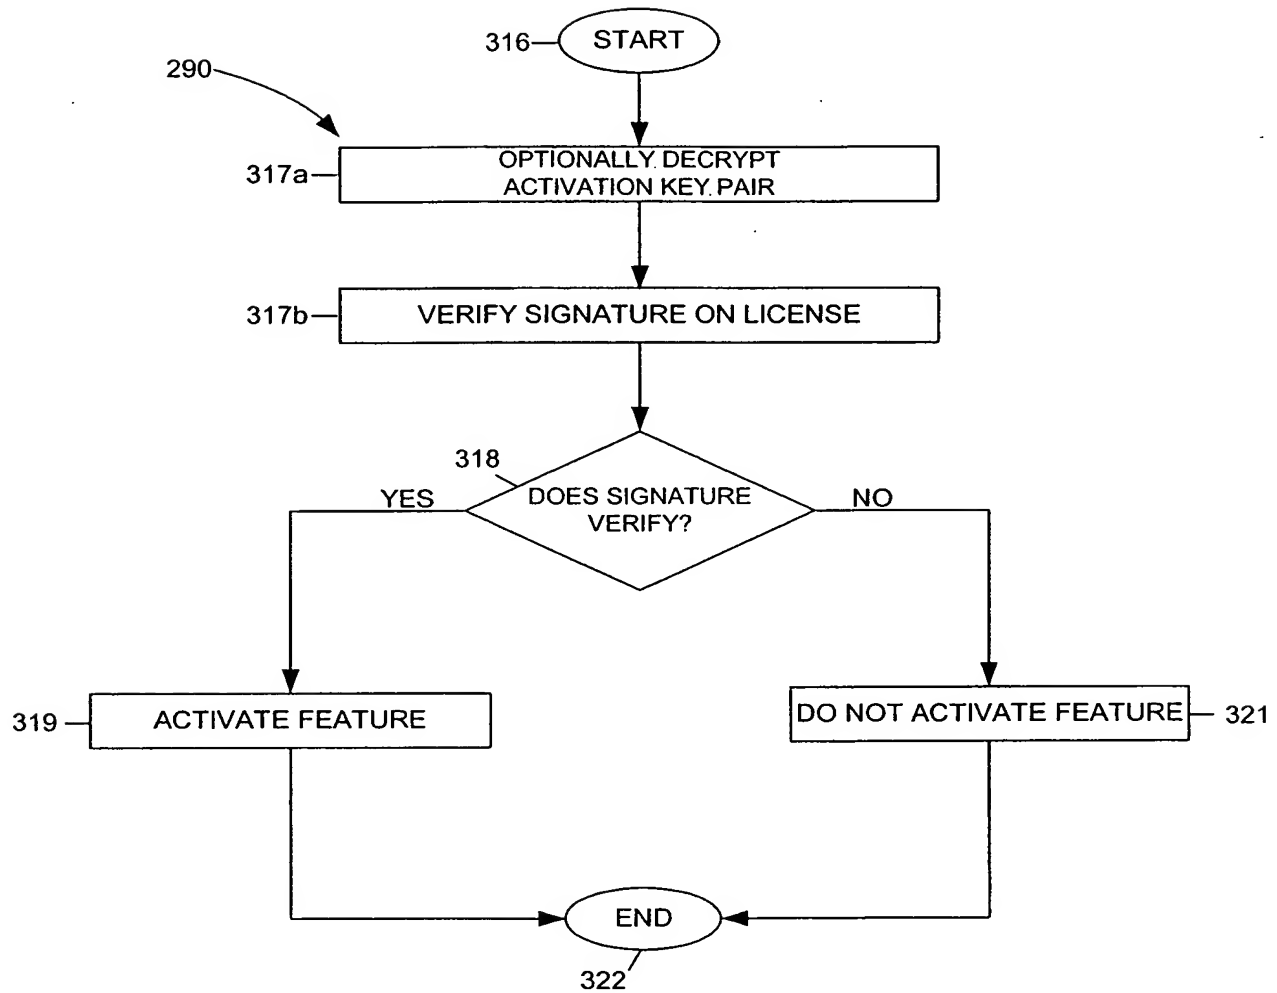 316
START
290
317a
OPTIONALLY DECRYPT
ACTIVATION KEY PAIR
317b
VERIFY SIGNATURE ON LICENSE
318
YES
DOES SIGNATURE
VERIFY?
NO
319
ACTIVATE FEATURE
DO NOT ACTIVATE FEATURE
321
END
322